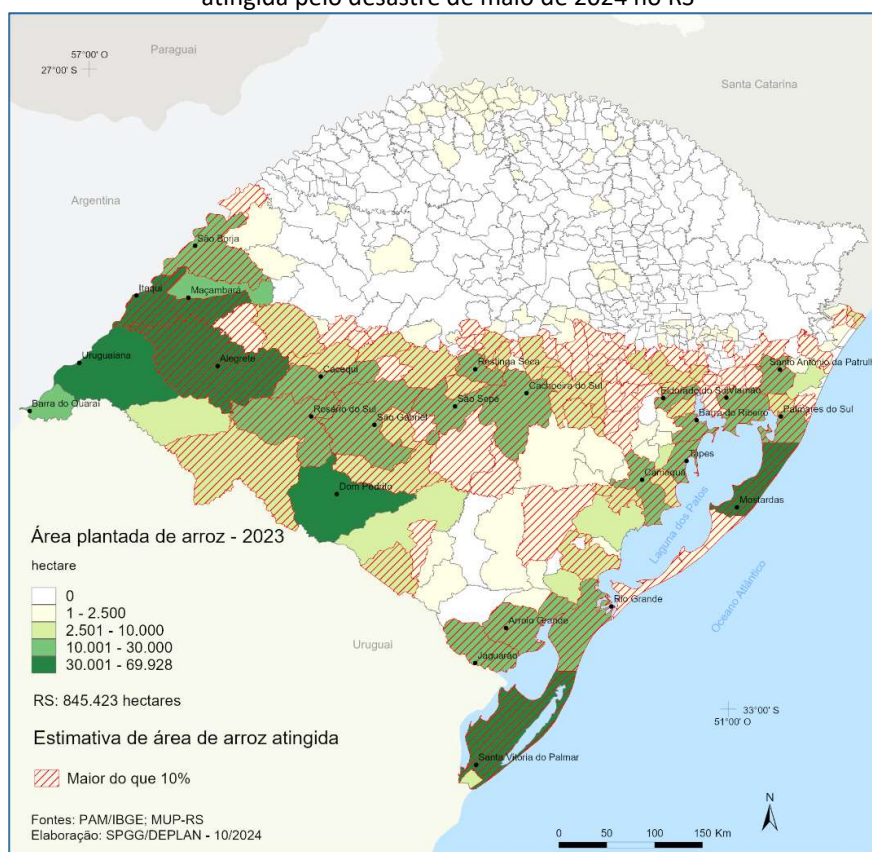 atingida pelo desastre de maio de 2024 no RS
57°00' O
27°00' S
Paraguai
Santa Catarina
Argentina
São Borja
Itaqui
Maçambará
Uruguaiana
Alegrete
Barra do Quaraí
Cacequi
Restinga Seca
Santo Antônio da Patrulh
Rosário do Sul
São Gabriel
São Sepé
Cachoeira do Sul
Eldorado do Sul
Viamão
Barra do Ribeiro
Palmares do Sul
Tapes
Camaquã
Dom Pedrito
Mostardas
Laguna dos Patos
Oceano Atlântico
Rio Grande
Arroio Grande
Jaguarão
Uruguai
Santa Vitória do Palmar
33°00' S
51°00' O
Área plantada de arroz - 2023
hectare
0
1 - 2.500
2.501 - 10.000
10.001 - 30.000
30.001 - 69.928
RS: 845.423 hectares
Estimativa de área de arroz atingida
Maior do que 10%
Fontes: PAM/IBGE; MUP-RS
Elaboração: SPGG/DEPLAN - 10/2024
N
0 50 100 150 Km